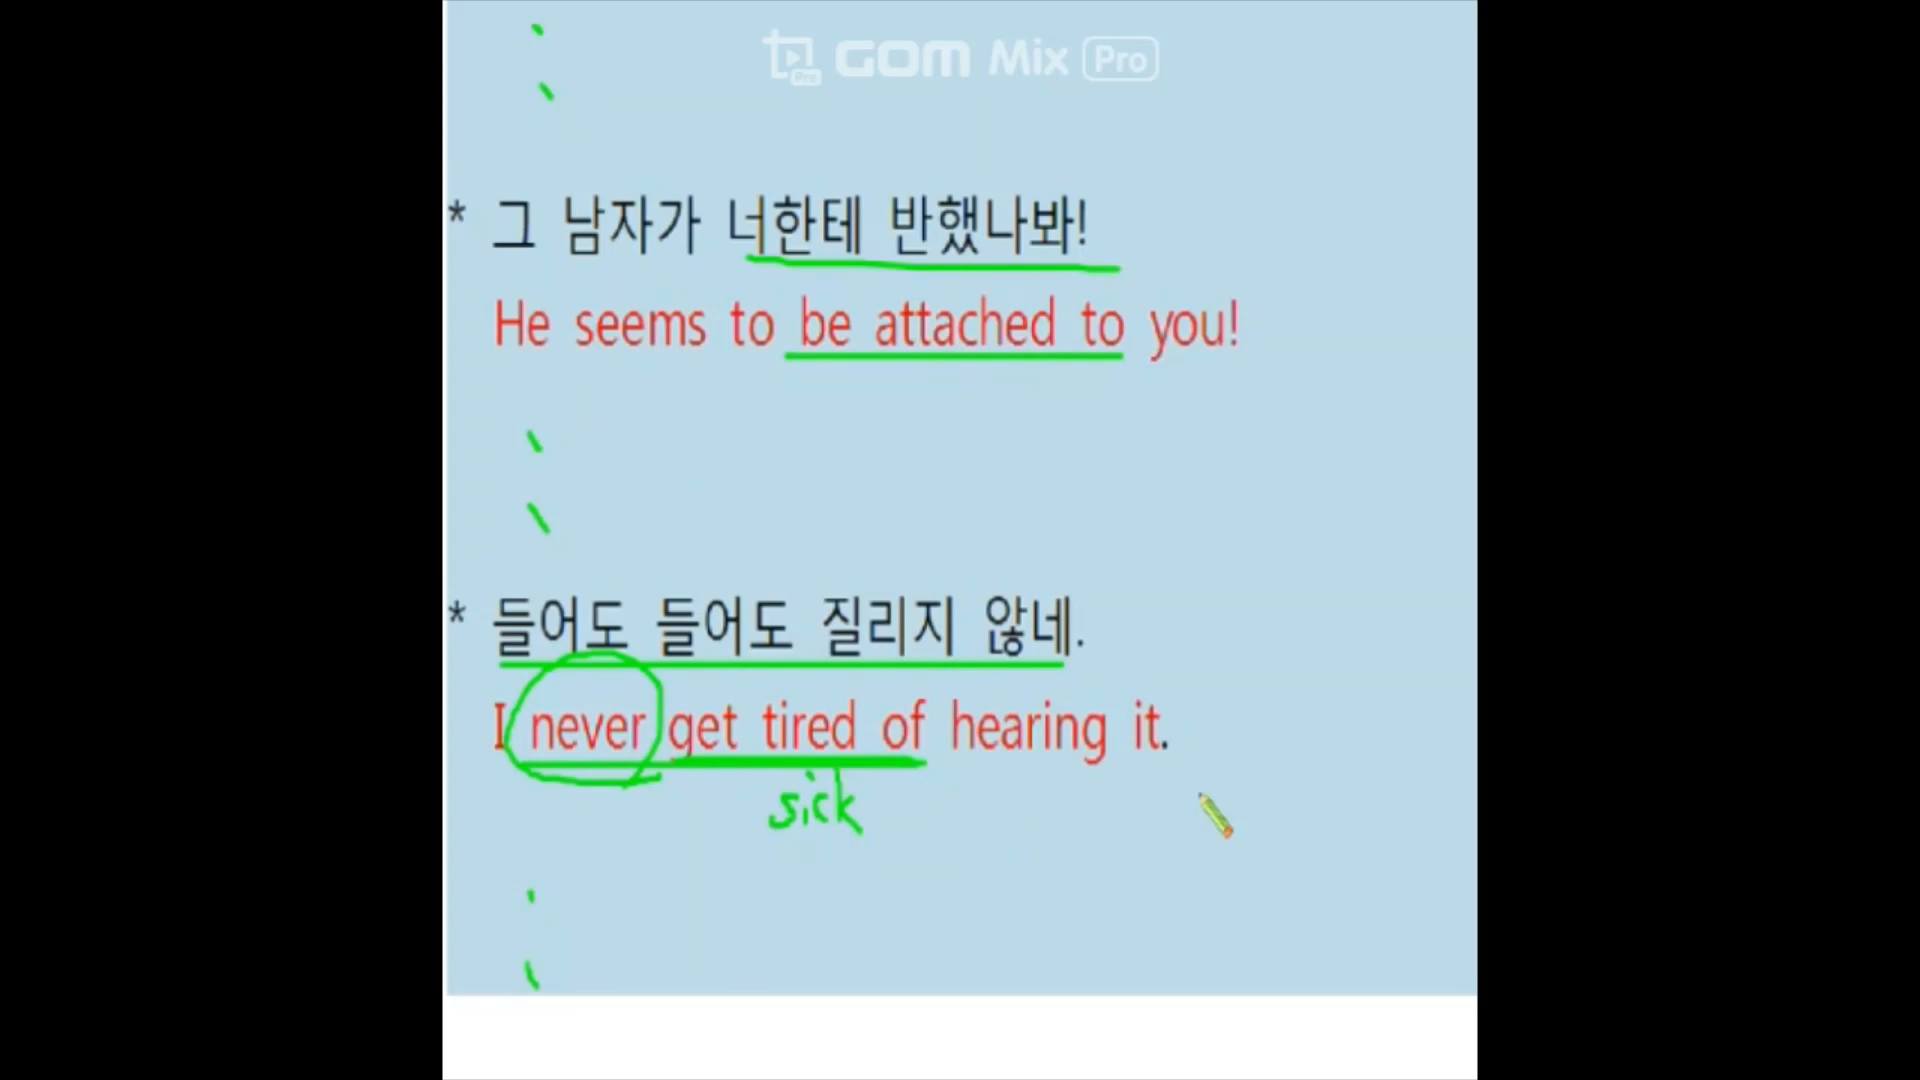 GOM Mix Pro
* 그 남자가 너한테 반했나봐!
He seems to be attached to you!
* 들어도 들어도 질리지 않네.
I never get tired of hearing it.
sick